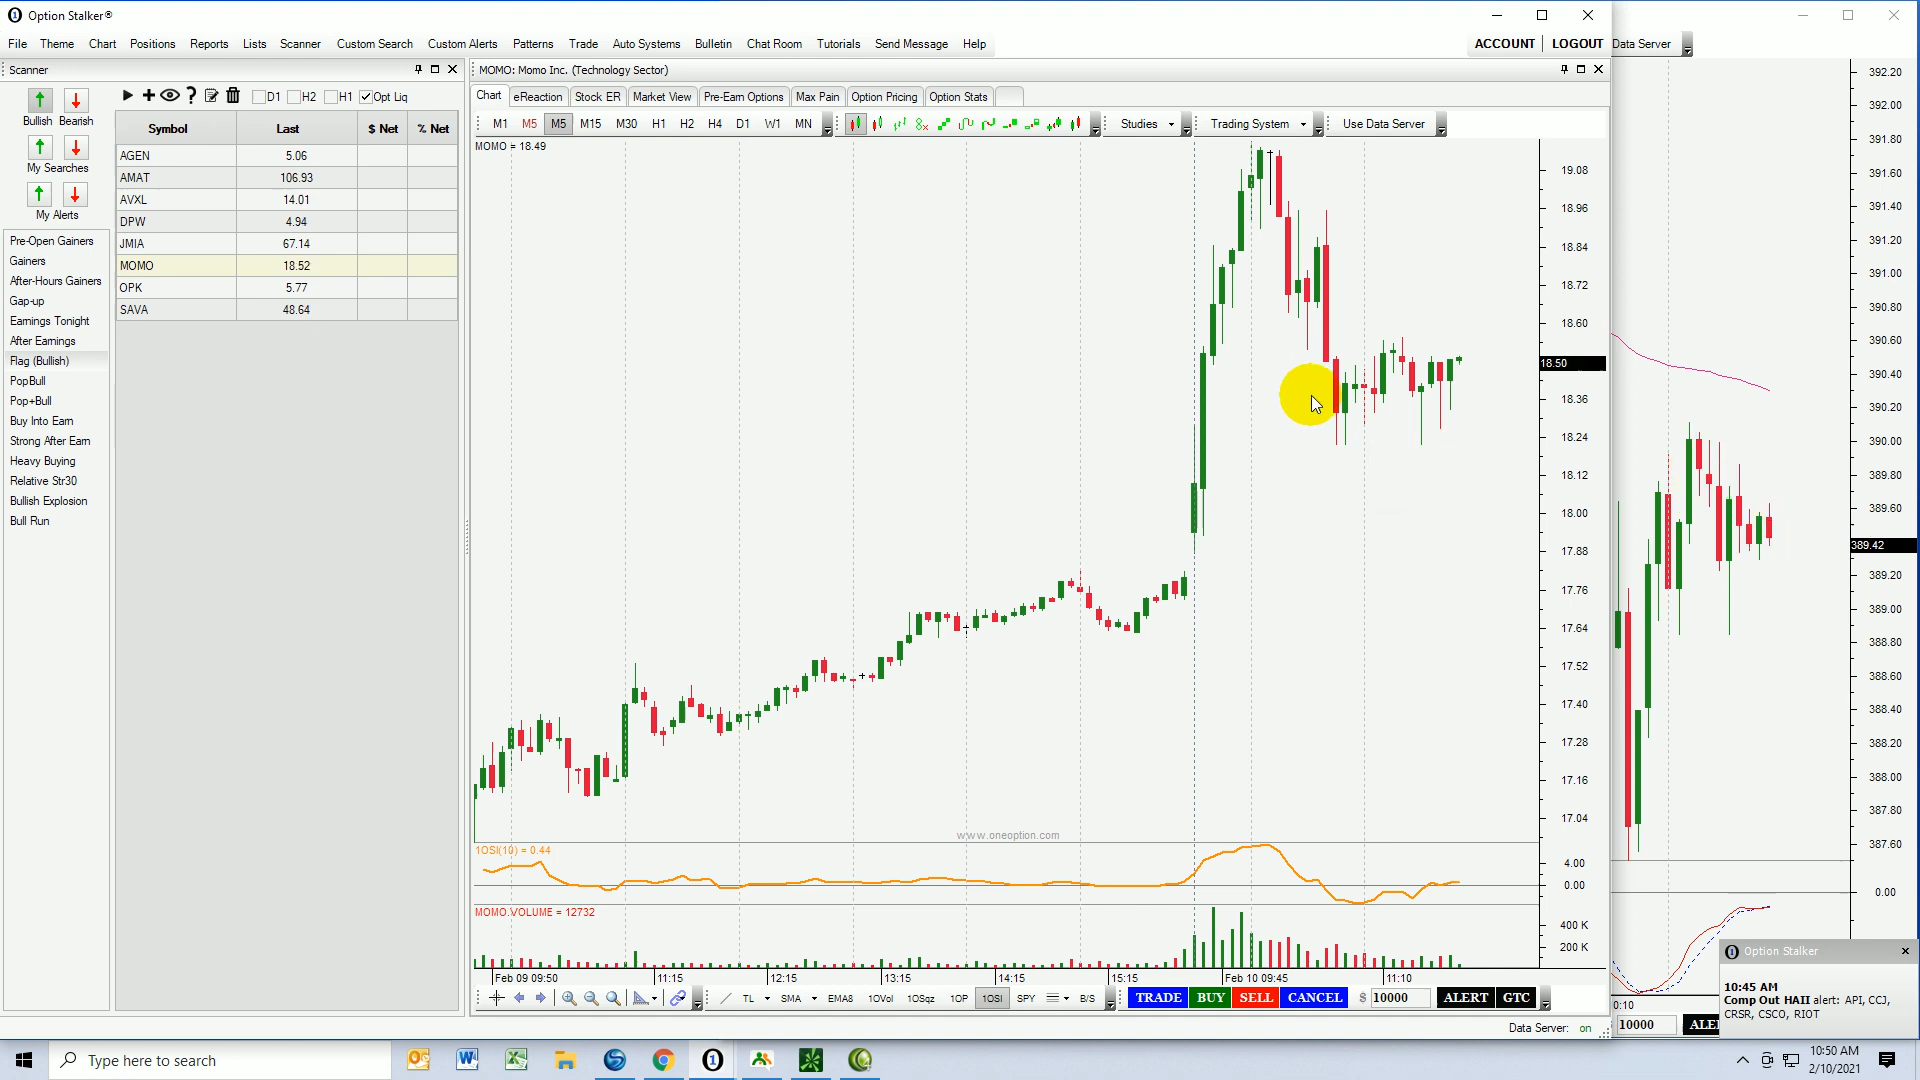 Option Stalker®
File Theme Chart Positions Reports Lists Scanner Custom Search Custom Alerts Patterns Trade Auto Systems Bulletin Chat Room Tutorials Send Message Help ACCOUNT LOGOUT Data Server
Scanner
MOMO: Momo Inc. (Technology Sector)
Chart eReaction Stock ER Market View Pre-Earn Options Max Pain Option Pricing Option Stats
D1 H2 H1 Opt Liq
M1 M5 M5 M15 M30 H1 H2 H4 D1 W1 MN Studies Trading System Use Data Server
Bullish Bearish
My Searches
My Alerts
Symbol Last $ Net % Net
AGEN 5.06
AMAT 106.93
AVXL 14.01
DPW 4.94
JMIA 67.14
MOMO 18.52
OPK 5.77
SAVA 48.64
Pre-Open Gainers
Gainers
After-Hours Gainers
Gap-up
Earnings Tonight
After Earnings
Flag (Bullish)
PopBull
Pop+Bull
Buy Into Earn
Strong After Earn
Heavy Buying
Relative Str30
Bullish Explosion
Bull Run
MOMO = 18.49
19.08
18.96
18.84
18.72
18.60
18.50
18.36
18.24
18.12
18.00
17.88
17.76
17.64
17.52
17.40
17.28
17.16
17.04
www.oneoption.com
1OSI(10) = 0.44
4.00
0.00
MOMO.VOLUME = 12732
400 K
200 K
Feb 09 09:50 11:15 12:15 13:15 14:15 15:15 Feb 10 09:45 11:10
TL SMA EMA8 1OVol 1OSqz 1OP 1OSI SPY B/S TRADE BUY SELL CANCEL $ 10000 ALERT GTC
Data Server: on
392.20
392.00
391.80
391.60
391.40
391.20
391.00
390.80
390.60
390.40
390.20
390.00
389.80
389.60
389.42
389.20
389.00
388.80
388.60
388.40
388.20
388.00
387.80
387.60
0.00
0:10
10000 ALE
Option Stalker
10:45 AM
Comp Out HAII alert: API, CCJ,
CRSR, CSCO, RIOT
Type here to search
10:50 AM
2/10/2021